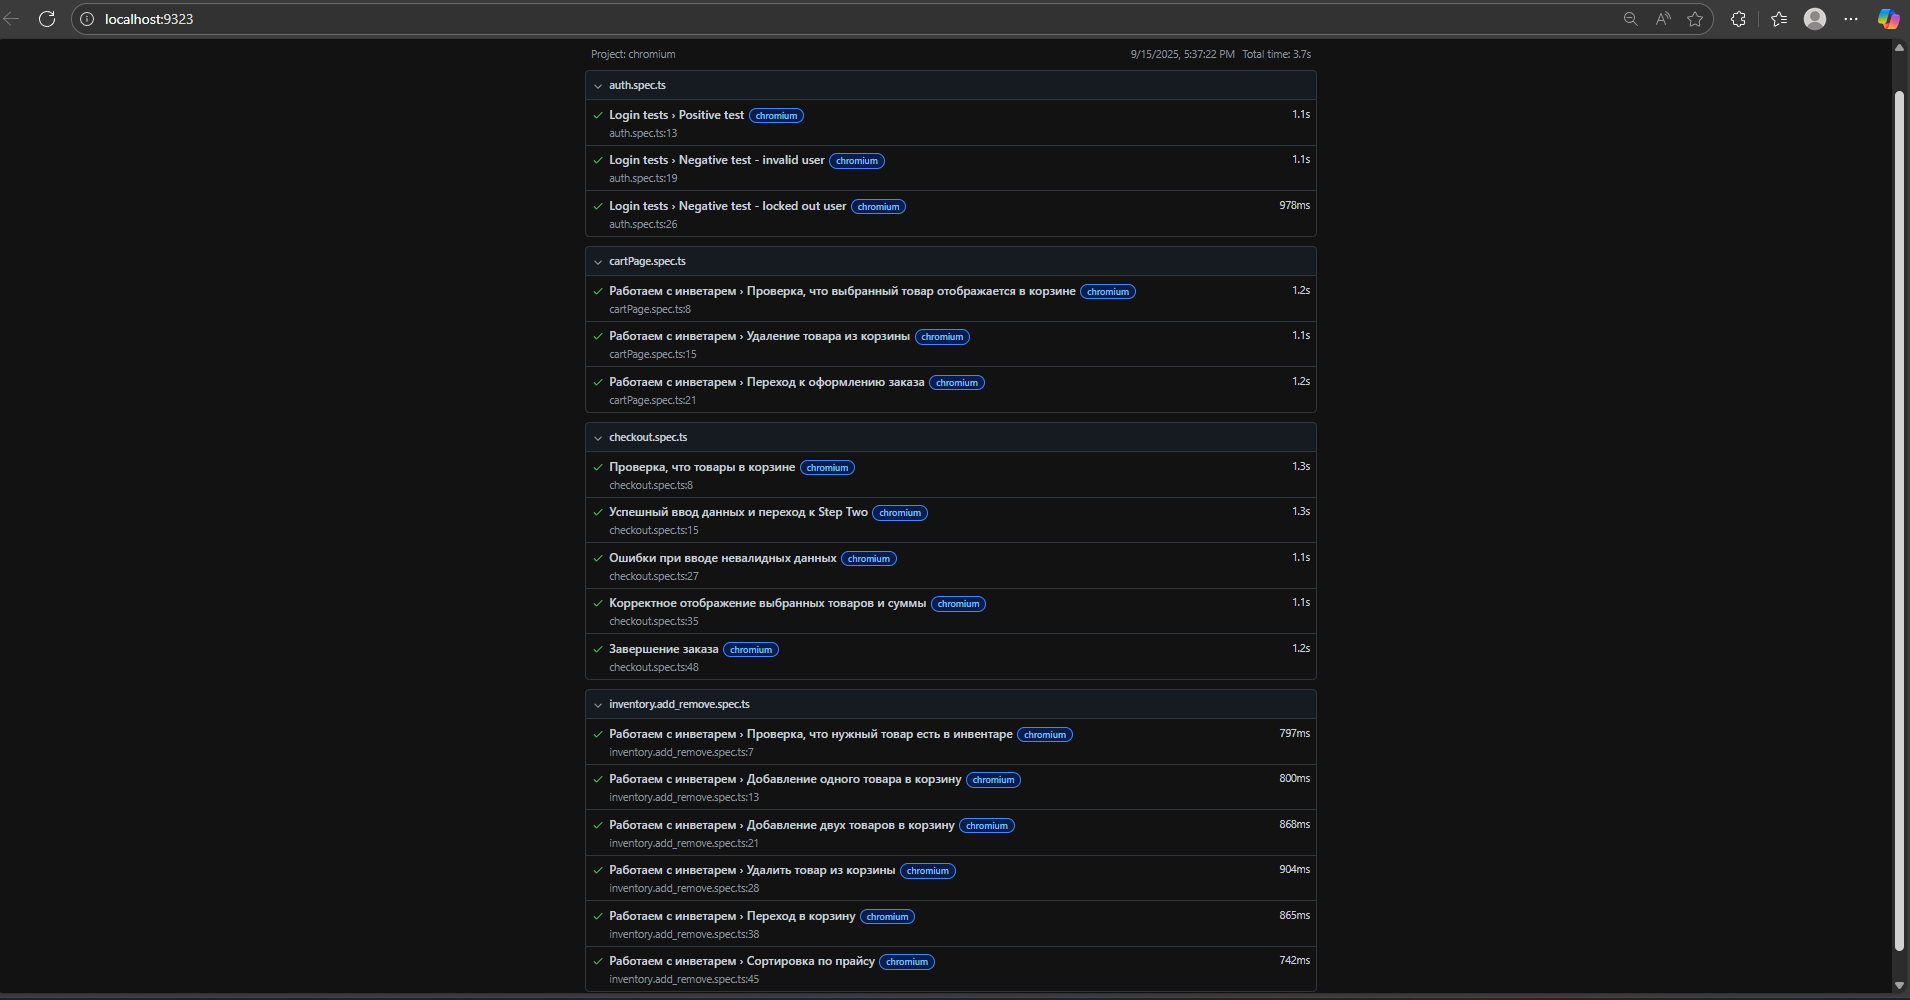 localhost:9323
Project: chromium 9/15/2025, 5:37:22 PM Total time: 3.7s
auth.spec.ts
Login tests › Positive test chromium 1.1s
auth.spec.ts:13
Login tests › Negative test - invalid user chromium 1.1s
auth.spec.ts:19
Login tests › Negative test - locked out user chromium 978ms
auth.spec.ts:26
cartPage.spec.ts
Работаем с инветарем › Проверка, что выбранный товар отображается в корзине chromium 1.2s
cartPage.spec.ts:8
Работаем с инветарем › Удаление товара из корзины chromium 1.1s
cartPage.spec.ts:15
Работаем с инветарем › Переход к оформлению заказа chromium 1.2s
cartPage.spec.ts:21
checkout.spec.ts
Проверка, что товары в корзине chromium 1.3s
checkout.spec.ts:8
Успешный ввод данных и переход к Step Two chromium 1.3s
checkout.spec.ts:15
Ошибки при вводе невалидных данных chromium 1.1s
checkout.spec.ts:27
Корректное отображение выбранных товаров и суммы chromium 1.1s
checkout.spec.ts:35
Завершение заказа chromium 1.2s
checkout.spec.ts:48
inventory.add_remove.spec.ts
Работаем с инветарем › Проверка, что нужный товар есть в инвентаре chromium 797ms
inventory.add_remove.spec.ts:7
Работаем с инветарем › Добавление одного товара в корзину chromium 800ms
inventory.add_remove.spec.ts:13
Работаем с инветарем › Добавление двух товаров в корзину chromium 868ms
inventory.add_remove.spec.ts:21
Работаем с инветарем › Удалить товар из корзины chromium 904ms
inventory.add_remove.spec.ts:28
Работаем с инветарем › Переход в корзину chromium 865ms
inventory.add_remove.spec.ts:38
Работаем с инветарем › Сортировка по прайсу chromium 742ms
inventory.add_remove.spec.ts:45